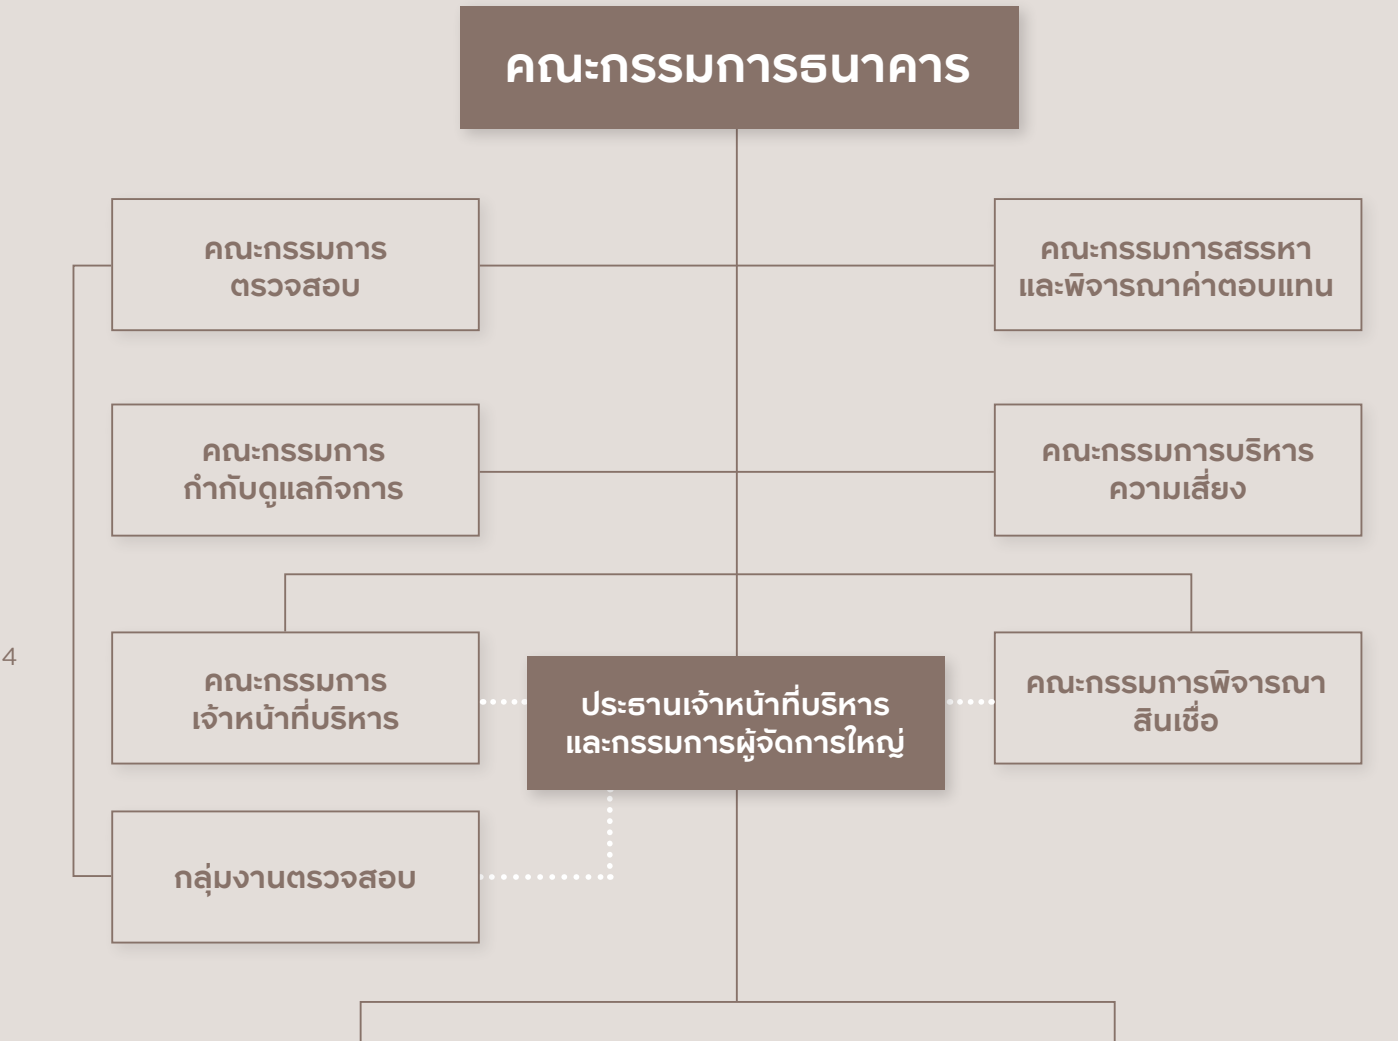 คณะกรรมการธนาคาร
คณะกรรมการ
ตรวจสอบ
คณะกรรมการสรรหา
และพิจารณาค่าตอบแทน
คณะกรรมการ
กำกับดูแลกิจการ
คณะกรรมการบริหาร
ความเสี่ยง
4
คณะกรรมการ
เจ้าหน้าที่บริหาร
ประธานเจ้าหน้าที่บริหาร
และกรรมการผู้จัดการใหญ่
คณะกรรมการพิจารณา
สินเชื่อ
กลุ่มงานตรวจสอบ